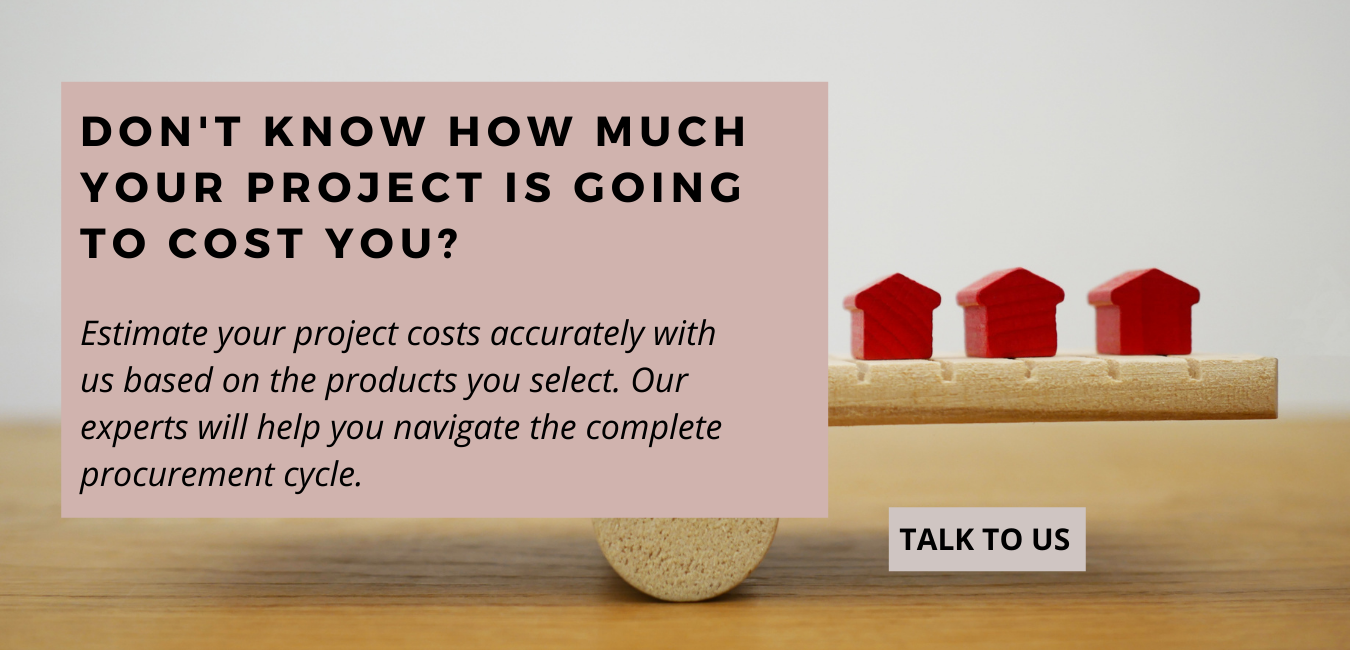 DON'T KNOW HOW MUCH
YOUR PROJECT IS GOING
TO COST YOU?
Estimate your project costs accurately with
us based on the products you select. Our
experts will help you navigate the complete
procurement cycle.
TALK TO US